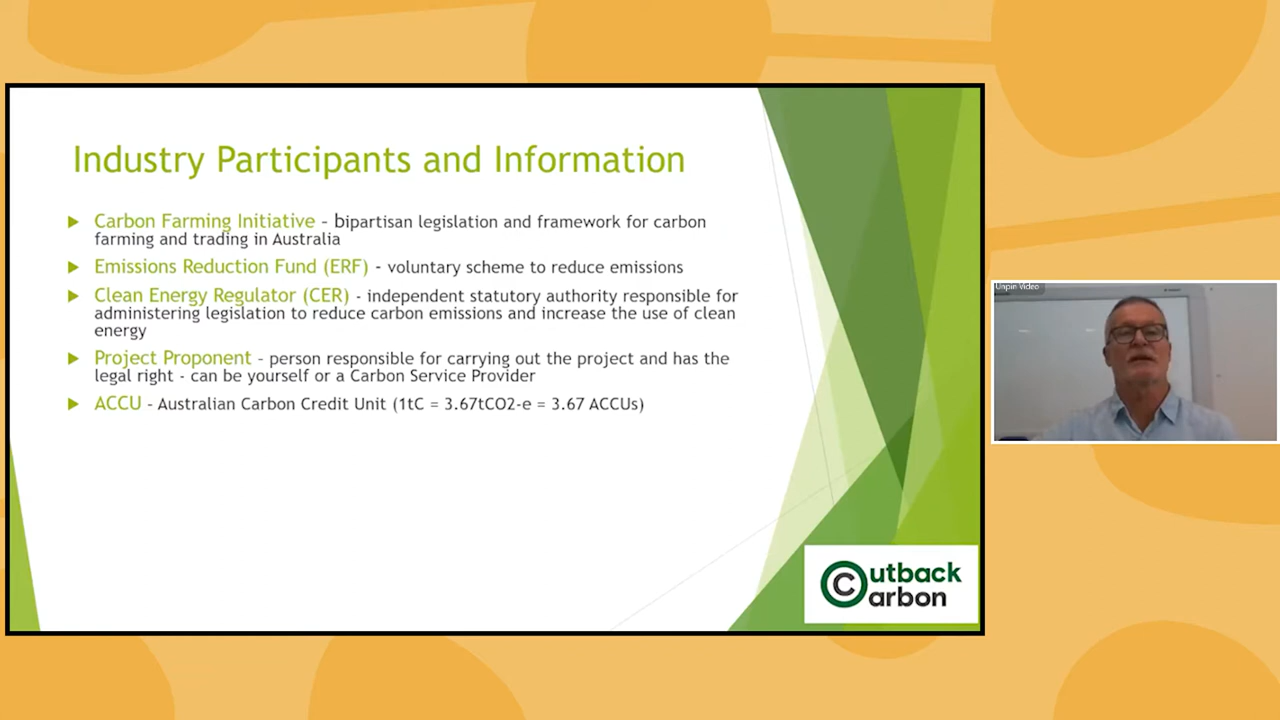 Industry Participants and Information
Carbon Farming Initiative – bipartisan legislation and framework for carbon
farming and trading in Australia
Emissions Reduction Fund (ERF) - voluntary scheme to reduce emissions
Clean Energy Regulator (CER) - independent statutory authority responsible for
administering legislation to reduce carbon emissions and increase the use of clean
energy
Project Proponent – person responsible for carrying out the project and has the
legal right - can be yourself or a Carbon Service Provider
ACCU – Australian Carbon Credit Unit (1tC = 3.67tCO2-e = 3.67 ACCUs)
Unpin Video
Outback
Carbon